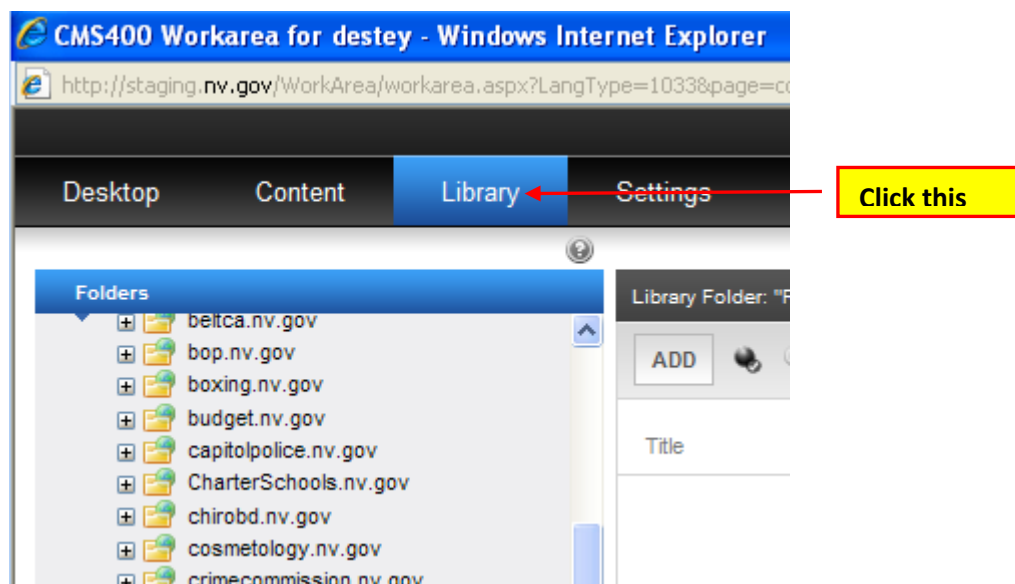 CMS400 Workarea for destey - Windows Internet Explorer
http://staging.nv.gov/WorkArea/workarea.aspx?LangType=1033&page=co
Desktop Content Library Settings
Click this
Folders
Library Folder: "F
beltca.nv.gov
bop.nv.gov
ADD
boxing.nv.gov
budget.nv.gov
capitolpolice.nv.gov
Title
CharterSchools.nv.gov
chirobd.nv.gov
cosmetology.nv.gov
crimecommission.nv.gov